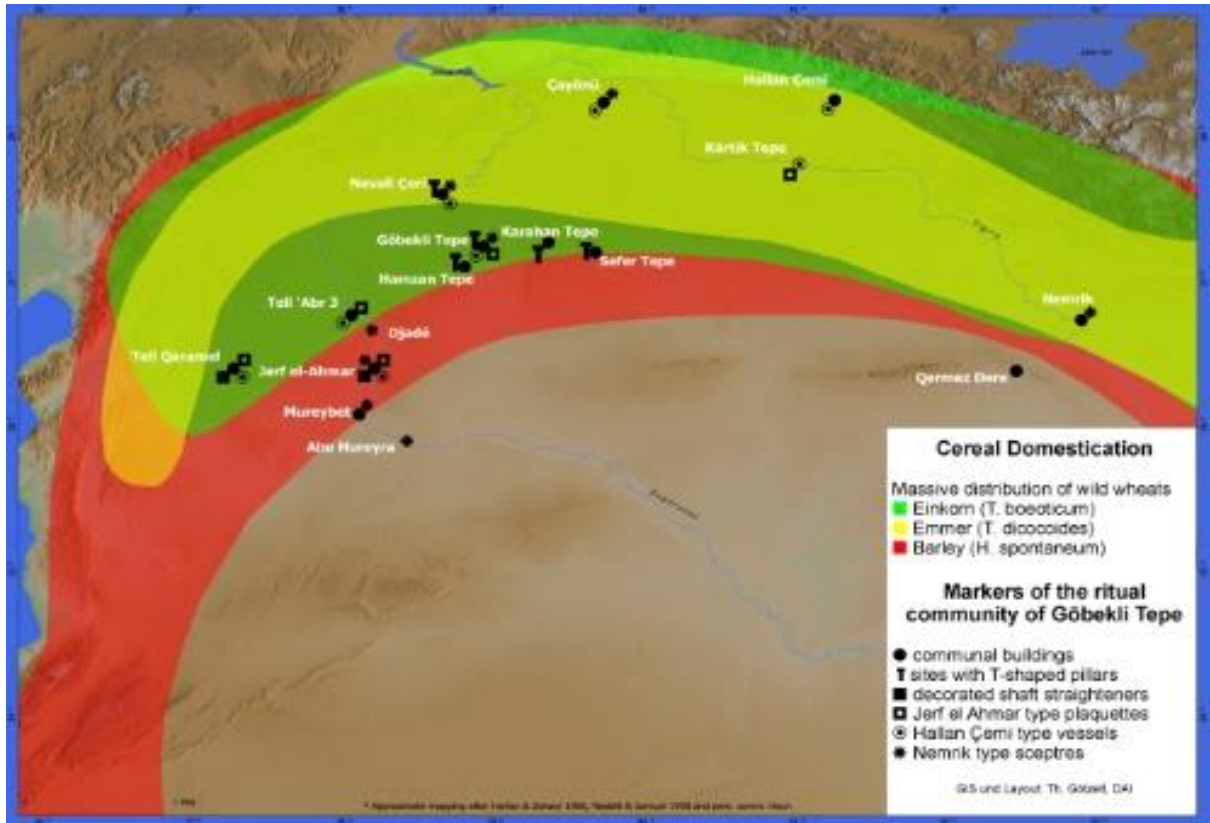 Çayönü
Hallan Çemi
Körtik Tepe
Nevali Çori
Göbekli Tepe
Karahan Tepe
Sefer Tepe
Hamzan Tepe
Tell 'Abr 3
Djadé
Nemrik
Tell Qaramel
Jerf el-Ahmar
Qermez Dere
Mureybet
Abu Hureyra
Cereal Domestication
Massive distribution of wild wheats
Einkorn (T. boeoticum)
Emmer (T. dicoccoides)
Barley (H. spontaneum)
Markers of the ritual
community of Göbekli Tepe
communal buildings
sites with T-shaped pillars
decorated shaft straighteners
Jerf el Ahmar type plaquettes
Hallan Çemi type vessels
Nemrik type sceptres
GIS und Layout: Th. Götzelt, DAI